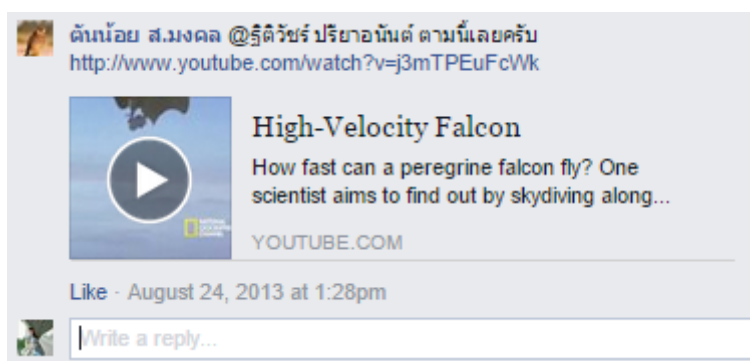 ต้นน้อย ส.มงคล @ฐิติวัชร์ ปริยาอนันต์ ตามนี้เลยครับ
http://www.youtube.com/watch?v=j3mTPEuFcWk
High-Velocity Falcon
How fast can a peregrine falcon fly? One
scientist aims to find out by skydiving along...
NATIONAL
GEOGRAPHIC
CHANNEL
YOUTUBE.COM
Like · August 24, 2013 at 1:28pm
Write a reply...